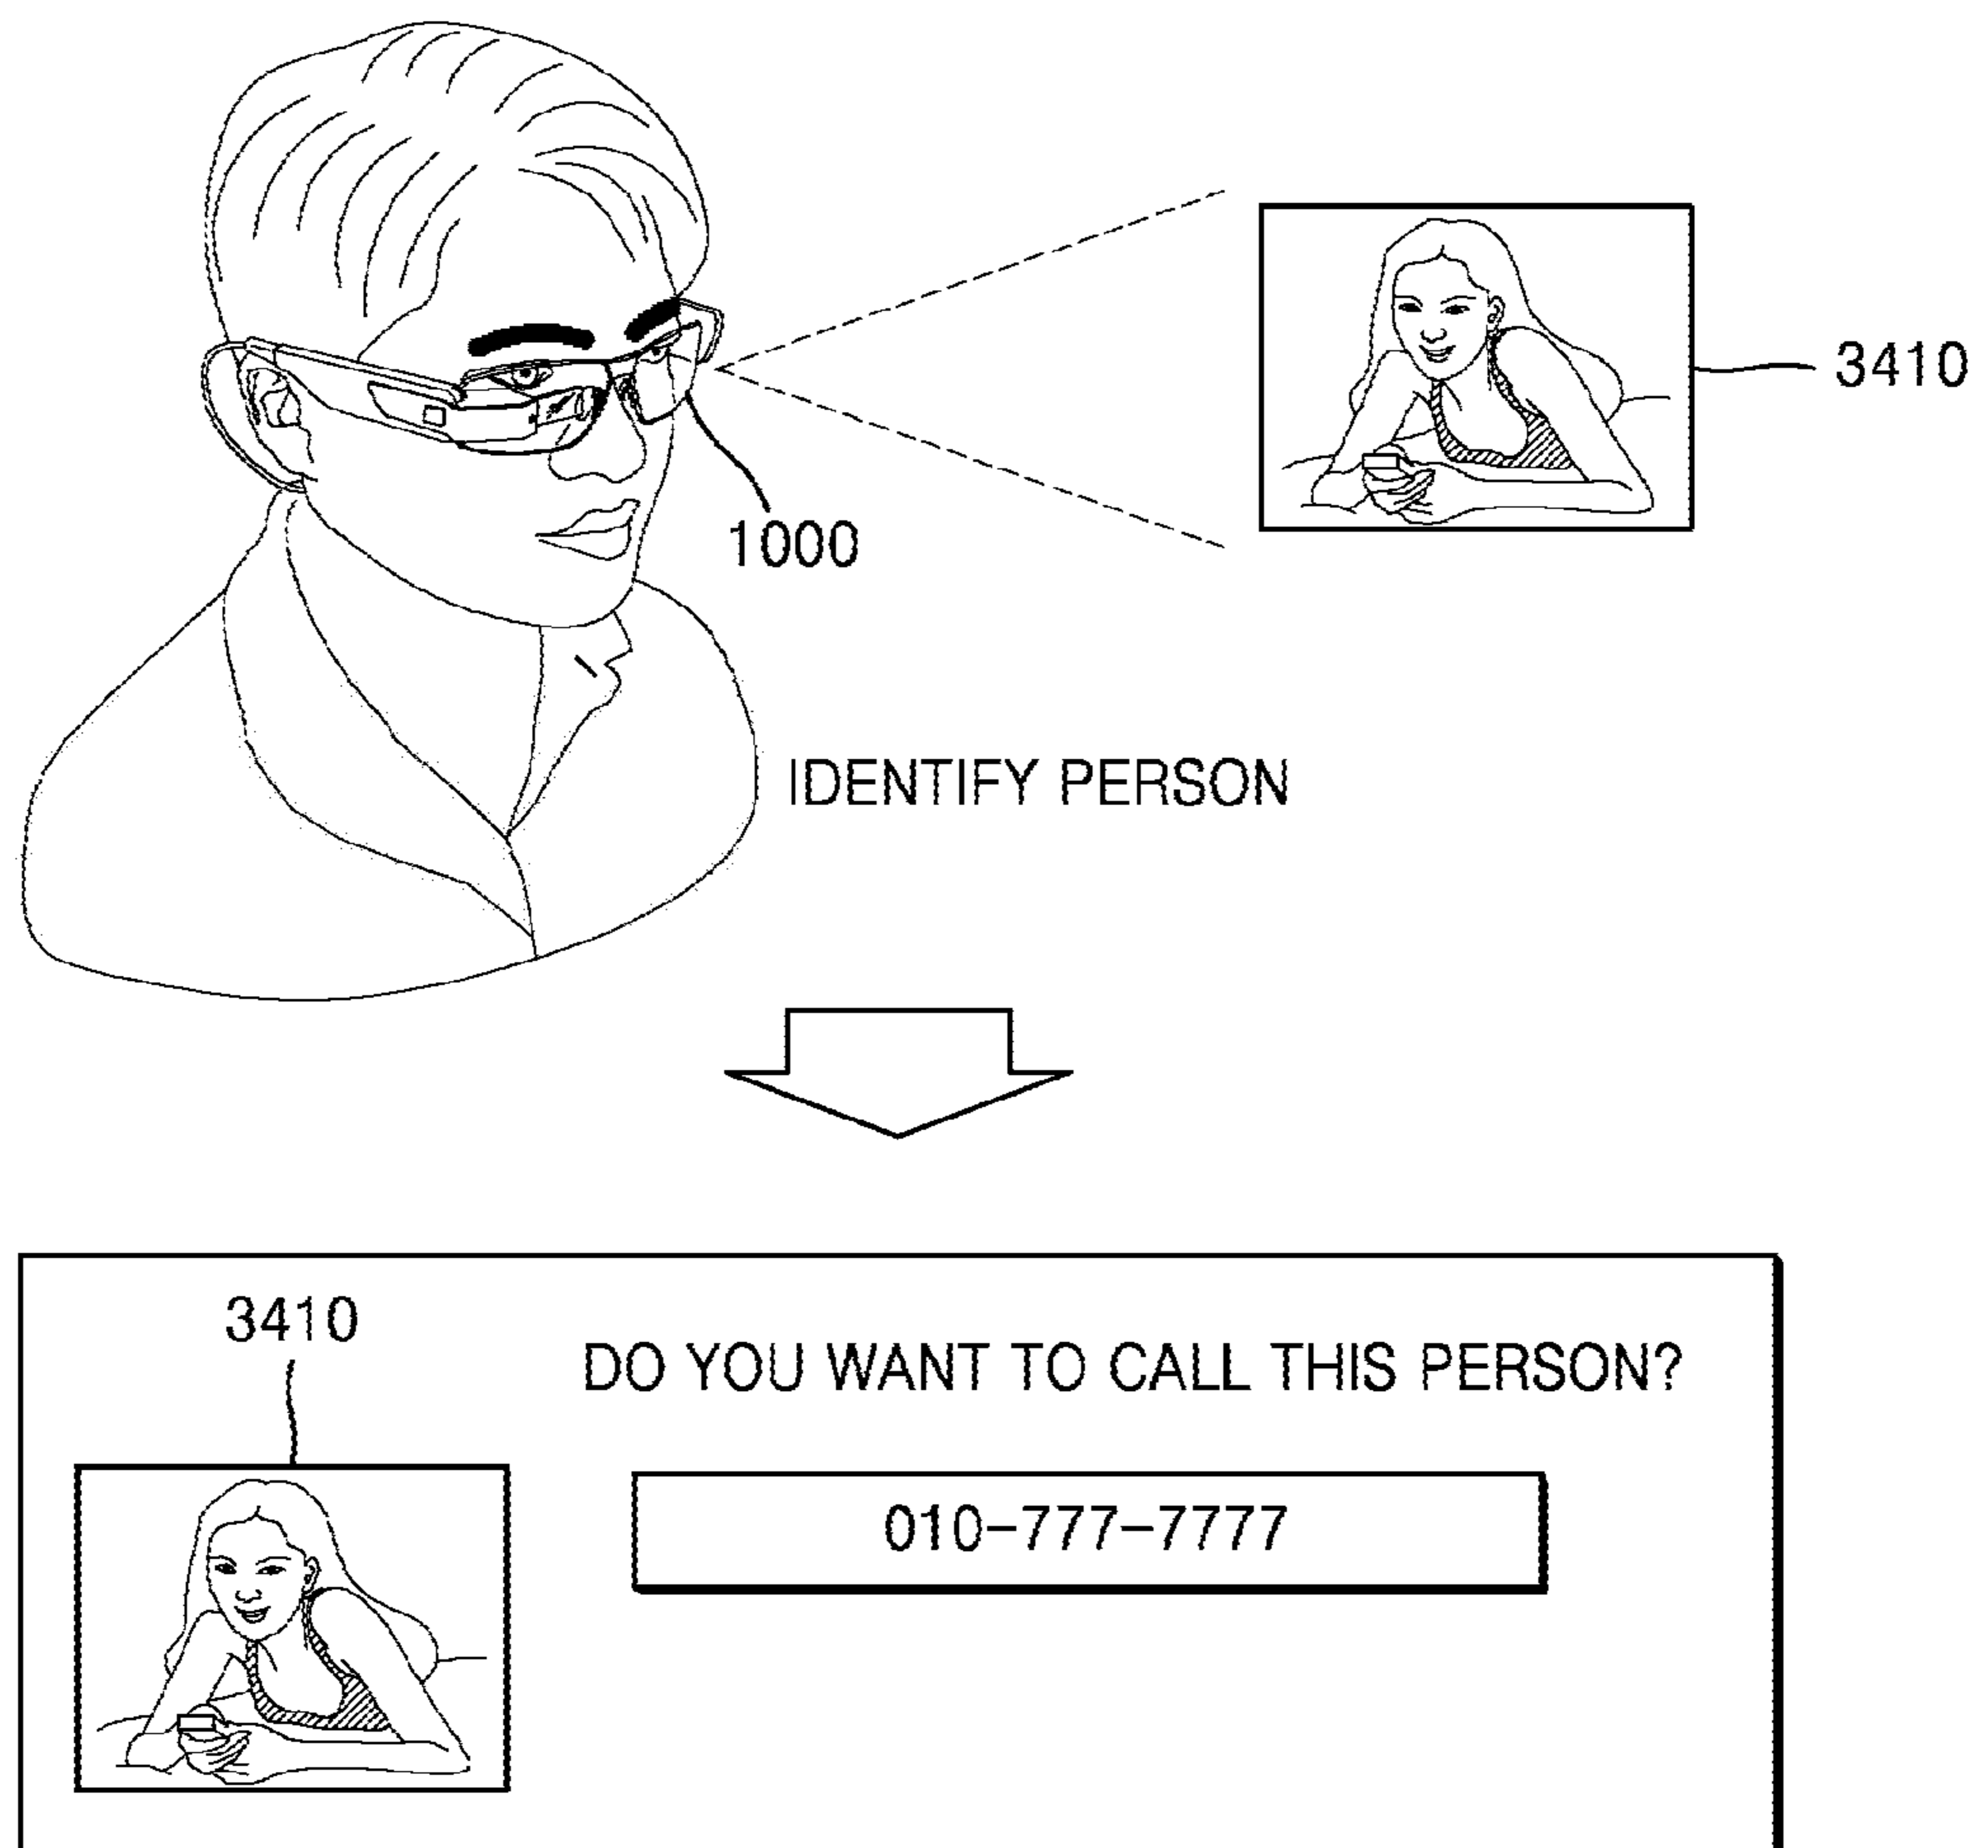 3410
1000
IDENTIFY PERSON
3410
DO YOU WANT TO CALL THIS PERSON?
010-777-7777